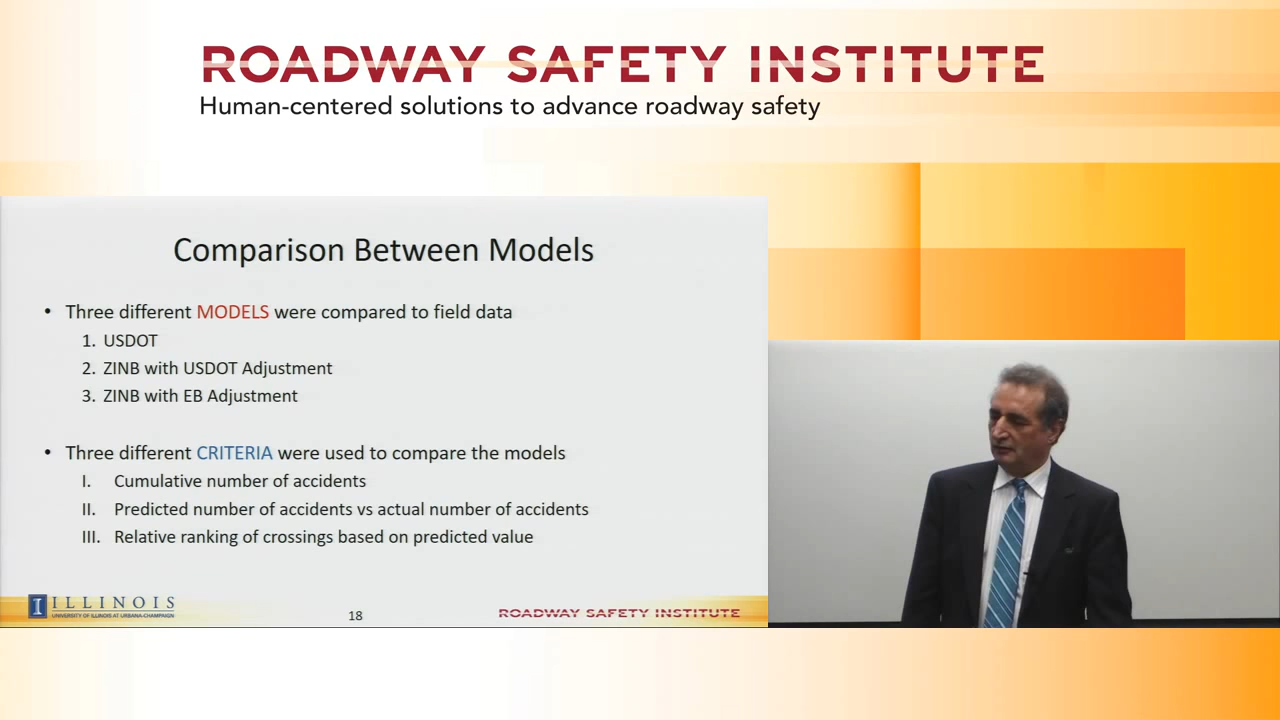 ROADWAY SAFETY INSTITUTE
Human-centered solutions to advance roadway safety
Comparison Between Models
• Three different MODELS were compared to field data
1. USDOT
2. ZINB with USDOT Adjustment
3. ZINB with EB Adjustment
• Three different CRITERIA were used to compare the models
I. Cumulative number of accidents
II. Predicted number of accidents vs actual number of accidents
III. Relative ranking of crossings based on predicted value
I ILLINOIS
UNIVERSITY OF ILLINOIS AT URBANA-CHAMPAIGN
18
ROADWAY SAFETY INSTITUTE